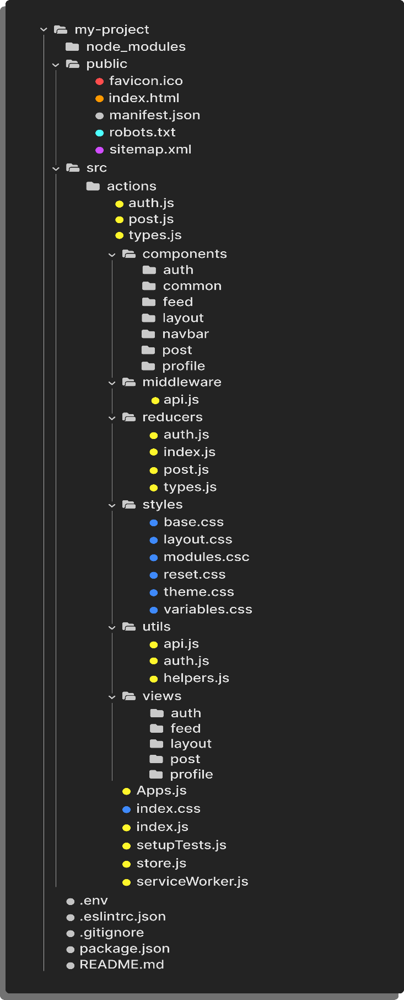 my-project
node_modules
public
favicon.ico
index.html
manifest.json
robots.txt
sitemap.xml
src
actions
auth.js
post.js
types.js
components
auth
common
feed
layout
navbar
post
profile
middleware
api.js
reducers
auth.js
index.js
post.js
types.js
styles
base.css
layout.css
modules.csc
reset.css
theme.css
variables.css
utils
api.js
auth.js
helpers.js
views
auth
feed
layout
post
profile
Apps.js
index.css
index.js
setupTests.js
store.js
serviceWorker.js
.env
.eslintrc.json
.gitignore
package.json
README.md